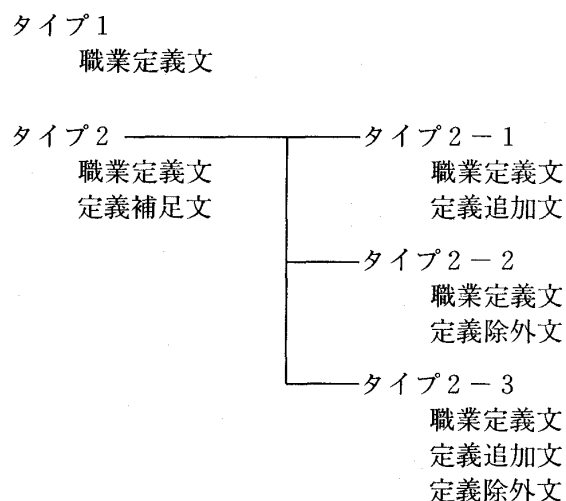 タイプ1
職業定義文
タイプ2
職業定義文
定義補足文
タイプ2－1
職業定義文
定義追加文
タイプ2－2
職業定義文
定義除外文
タイプ2－3
職業定義文
定義追加文
定義除外文